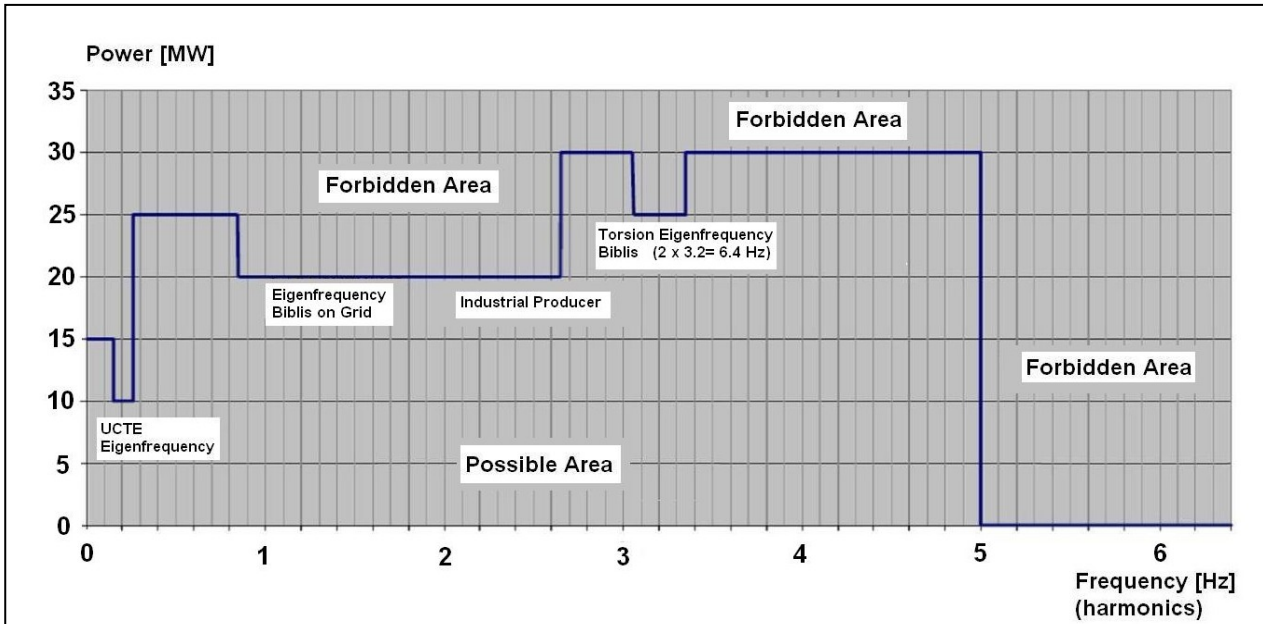 Power [MW]
35
30
25
20
15
10
5
0
Forbidden Area
Forbidden Area
Torsion Eigenfrequency
Biblis (2 x 3.2= 6.4 Hz)
Eigenfrequency
Biblis on Grid
Industrial Producer
Forbidden Area
UCTE
Eigenfrequency
Possible Area
0 1 2 3 4 5 6
Frequency [Hz]
(harmonics)